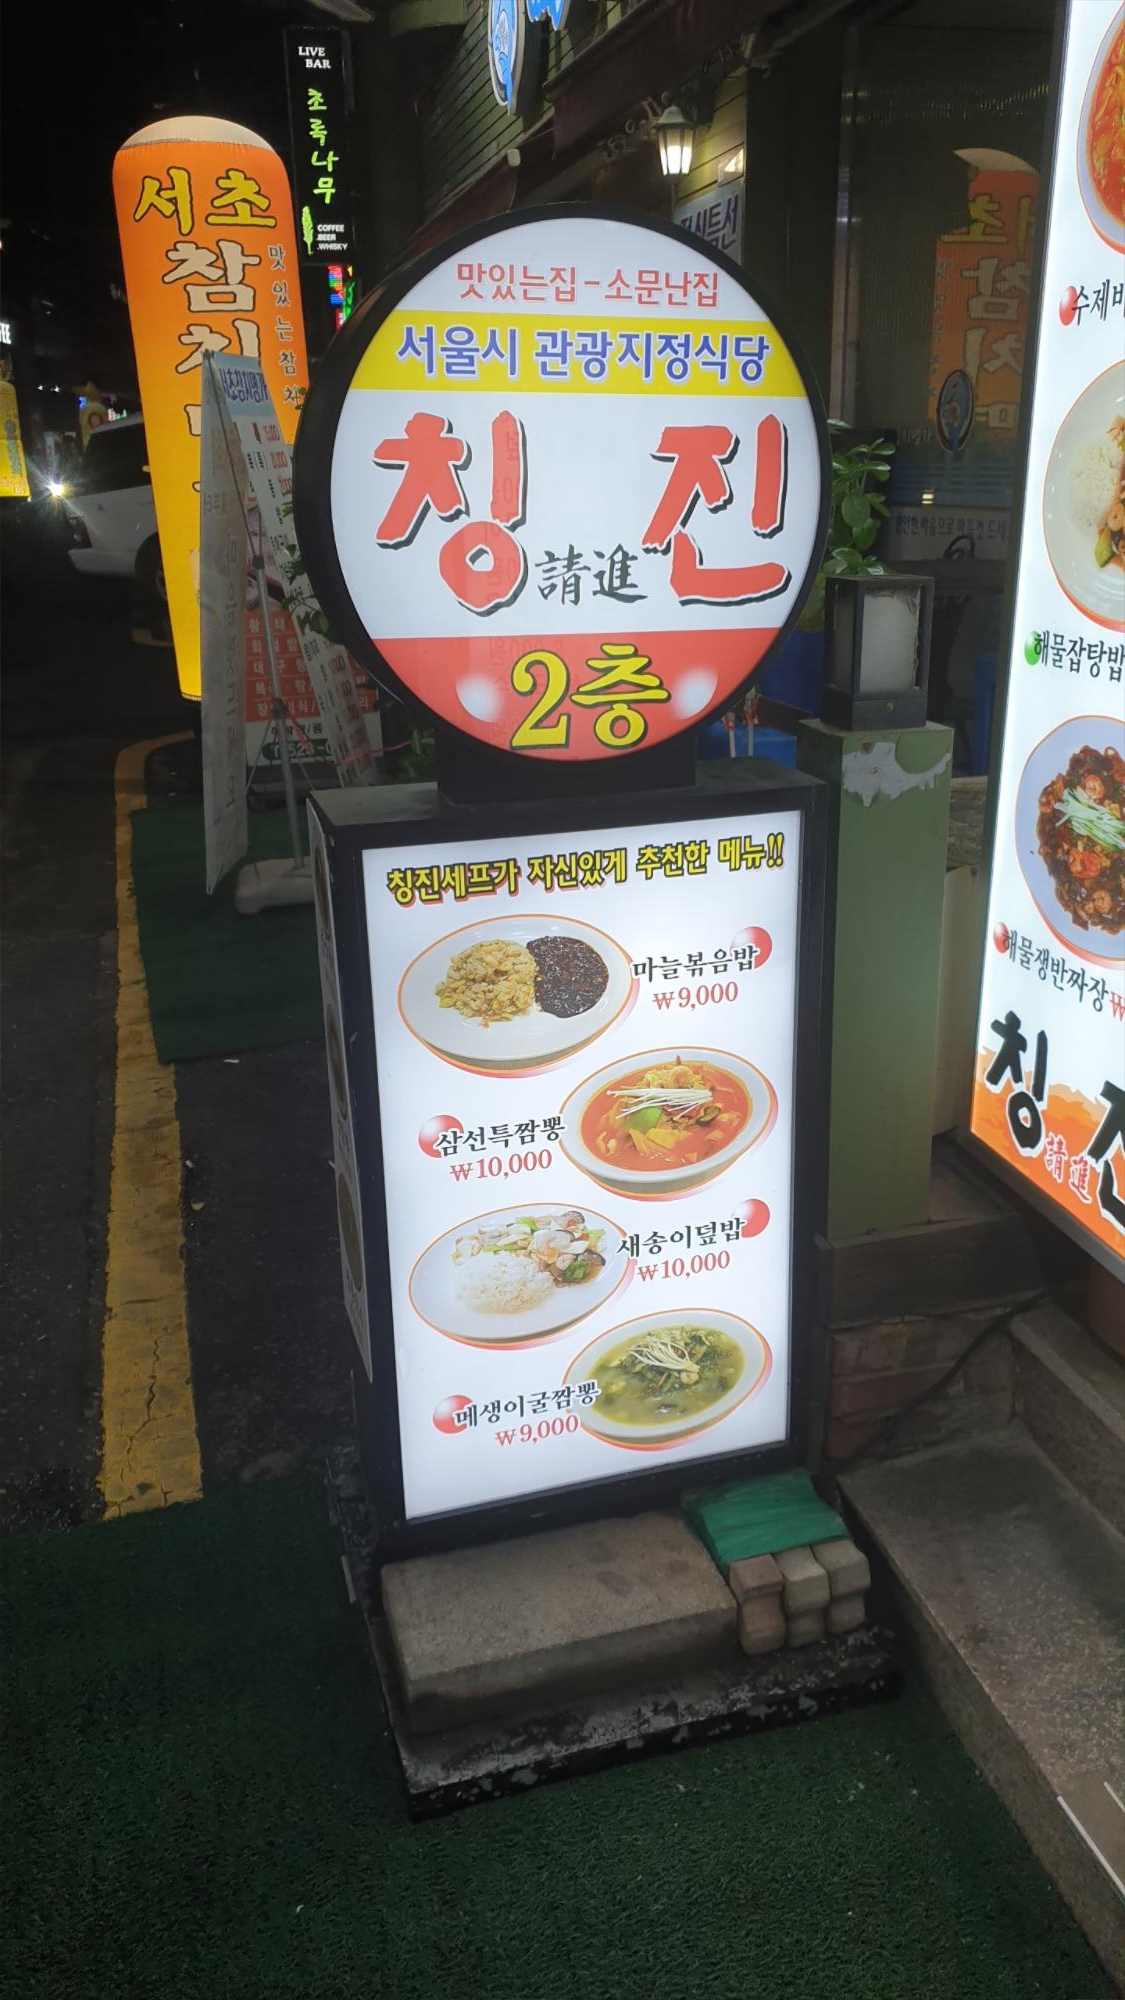 LIVE
BAR
초록나무
COFFEE
.BEER
.WHISKY
서초
참
맛있는참
맛있는집-소문난집
서울시 관광지정식당
칭진
請進
2층
칭진셰프가 자신있게 추천한 메뉴!!
마늘볶음밥
₩9,000
삼선특짬뽕
₩10,000
새송이덮밥
₩10,000
메생이굴짬뽕
₩9,000
해물잡탕밥
해물쟁반짜장 ₩
칭
請進